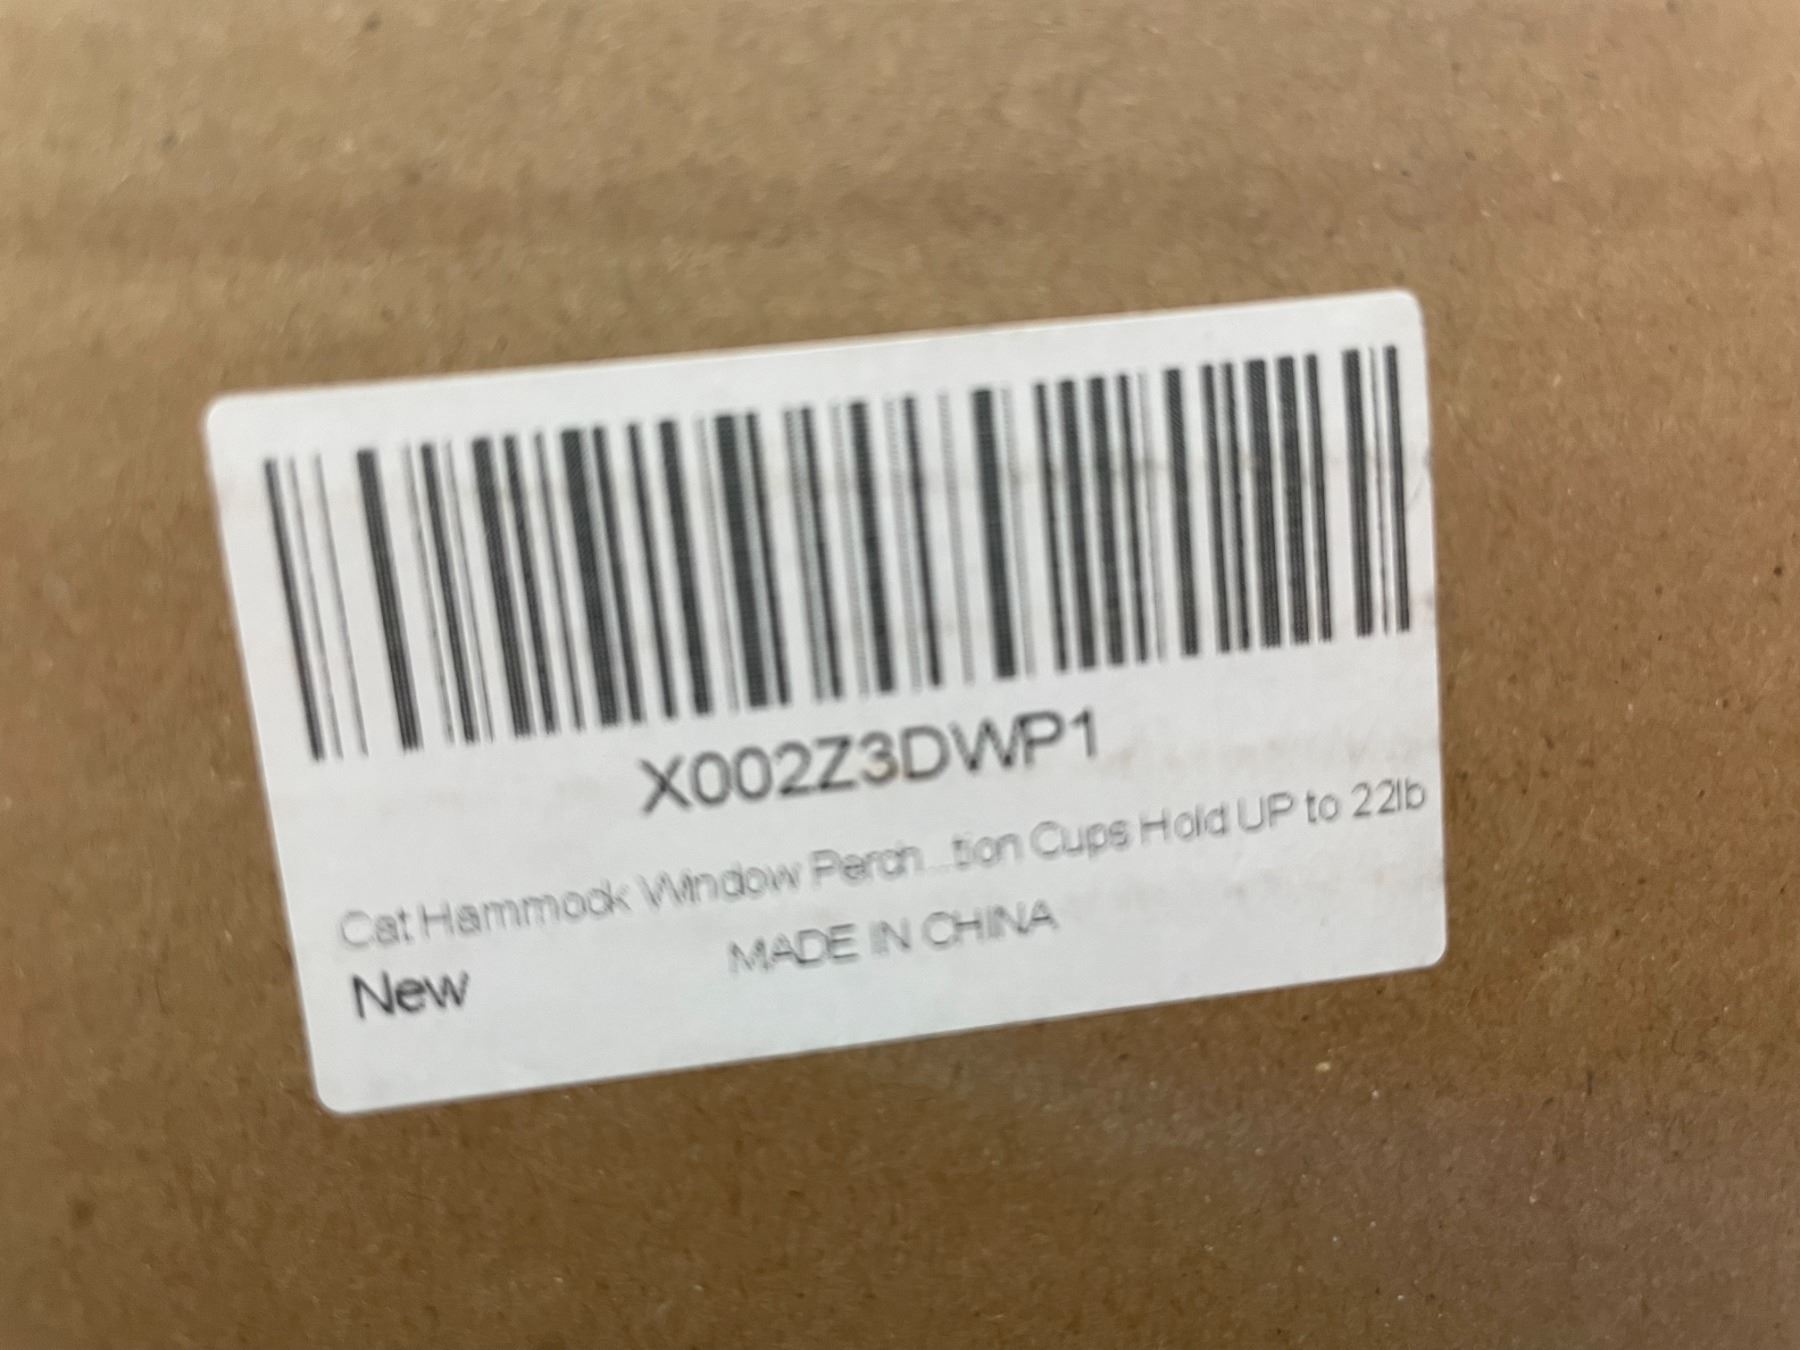 X002Z3DWP1
Cat Hammock Window Perch...tion Cups Hold UP to 22lb
MADE IN CHINA
New